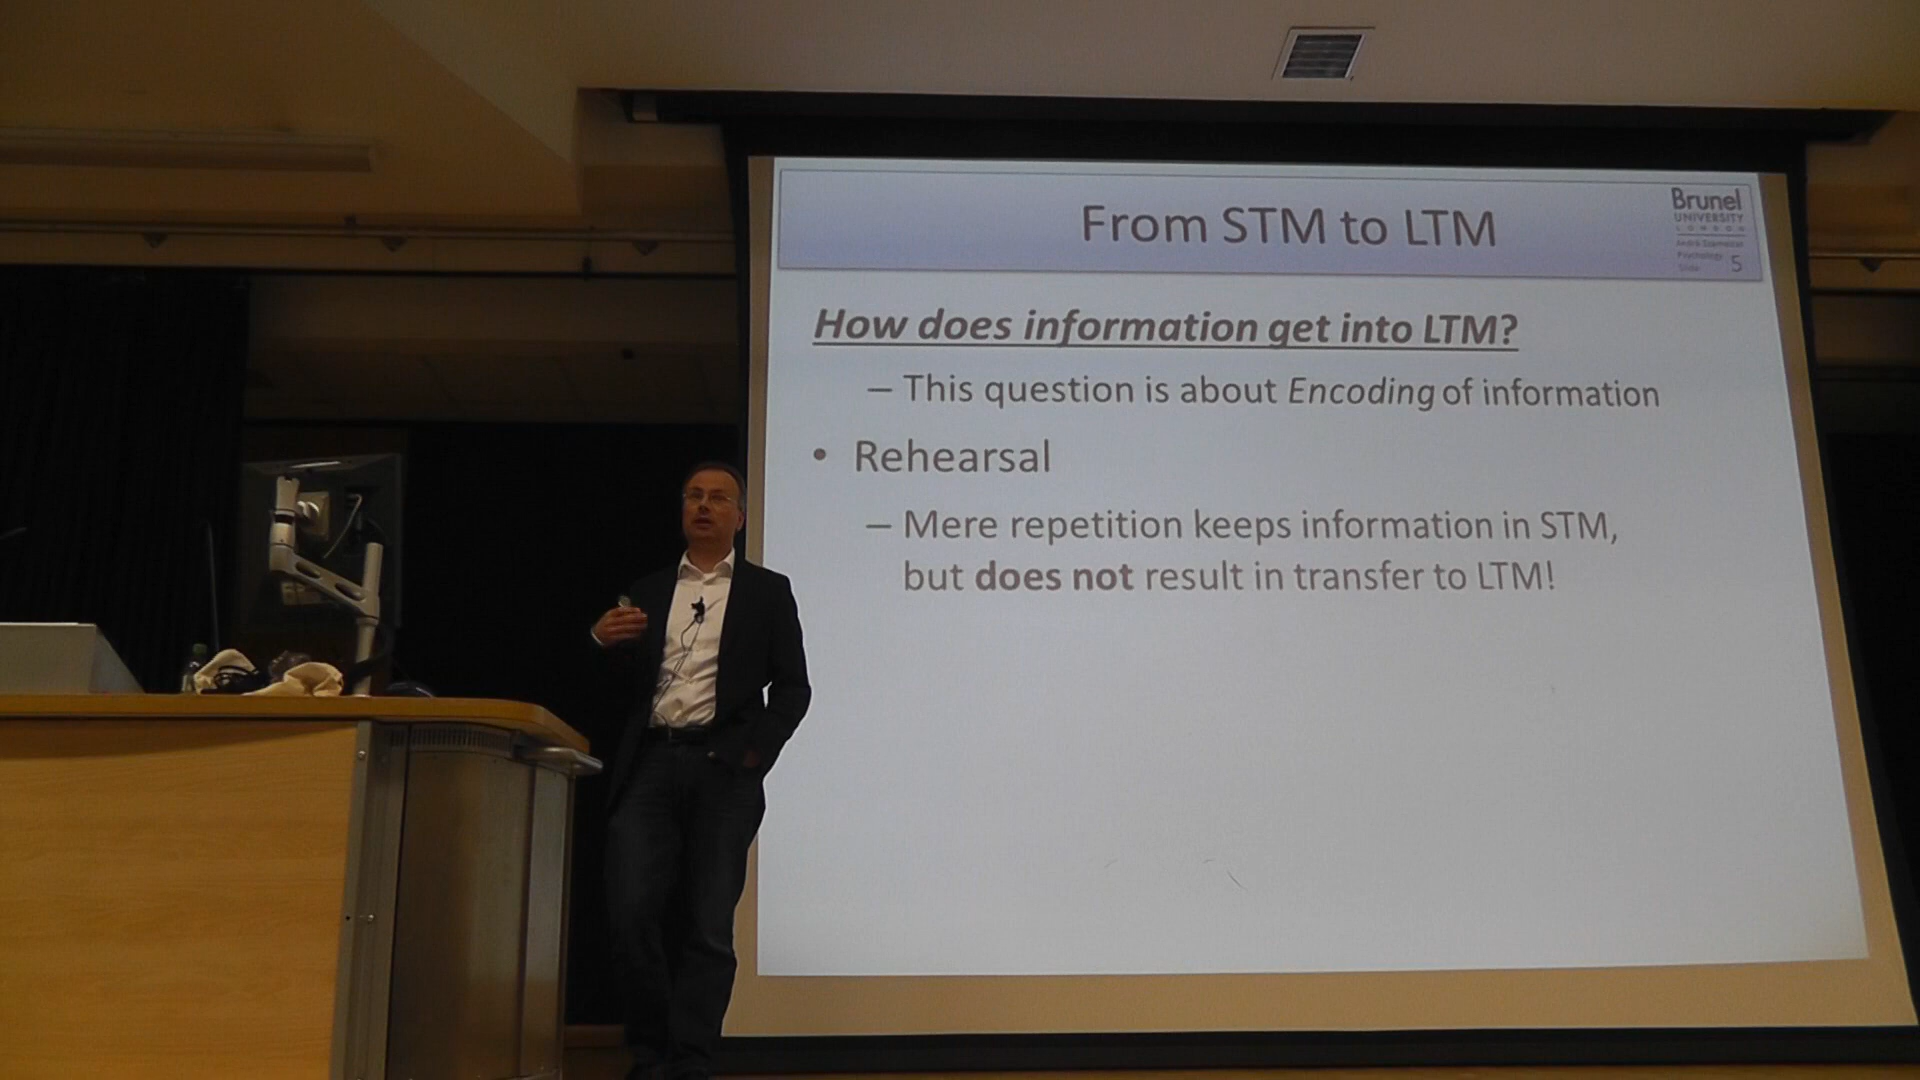 From STM to LTM
Brunel
UNIVERSITY
LONDON
Psychology
Slide 5
How does information get into LTM?
– This question is about Encoding of information
• Rehearsal
– Mere repetition keeps information in STM,
but does not result in transfer to LTM!